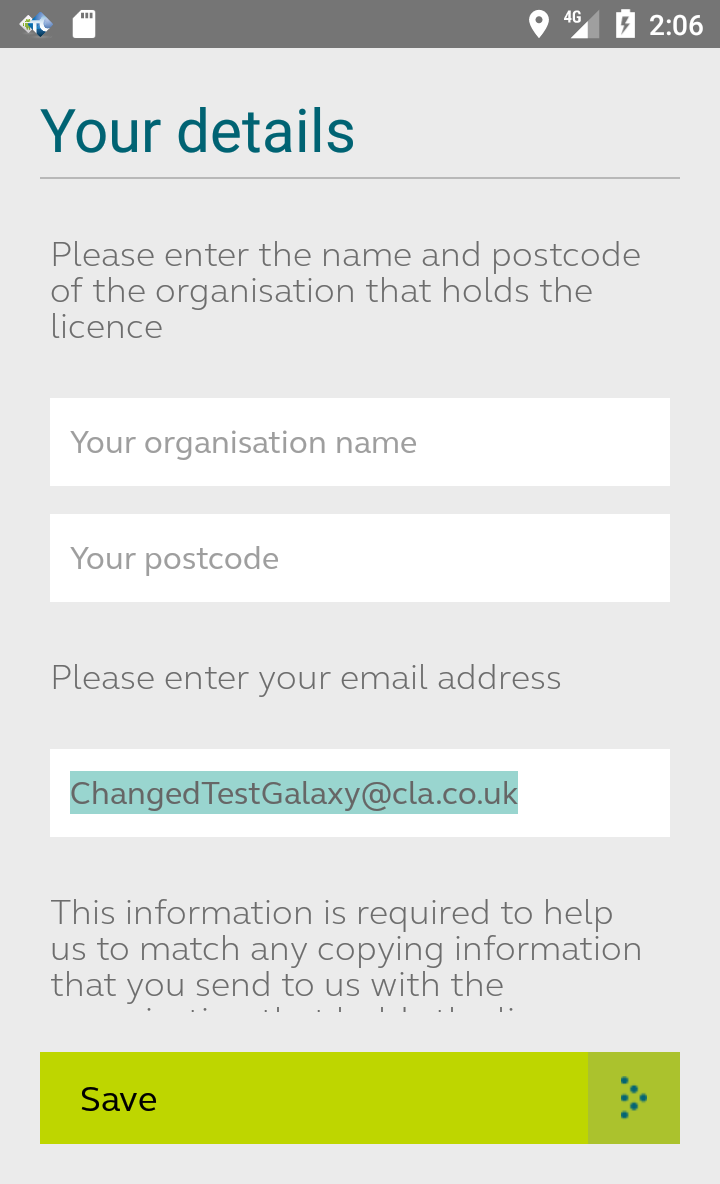 4G 2:06
Your details
Please enter the name and postcode
of the organisation that holds the
licence
Your organisation name
Your postcode
Please enter your email address
ChangedTestGalaxy@cla.co.uk
This information is required to help
us to match any copying information
that you send to us with the
Save